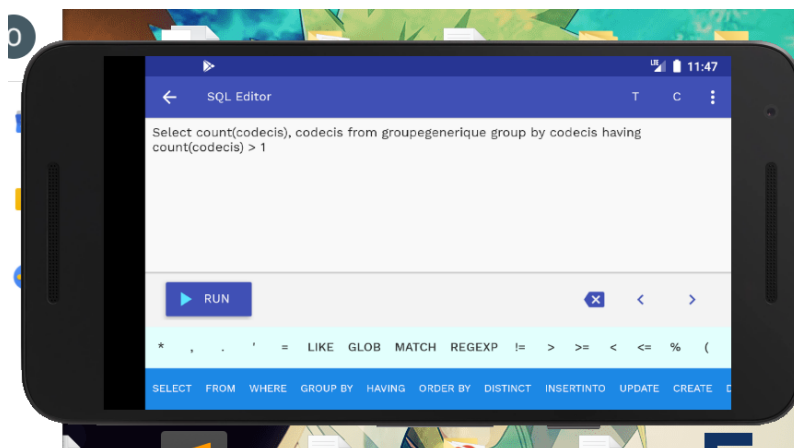 11:47
SQL Editor T C
Select count(codecis), codecis from groupegenerique group by codecis having
count(codecis) > 1
RUN
* , . ' = LIKE GLOB MATCH REGEXP != > >= < <= % (
SELECT FROM WHERE GROUP BY HAVING ORDER BY DISTINCT INSERTINTO UPDATE CREATE